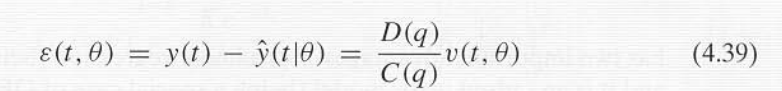 ε(t, θ) = y(t) − ŷ(t|θ) = D(q)/C(q) v(t, θ) (4.39)